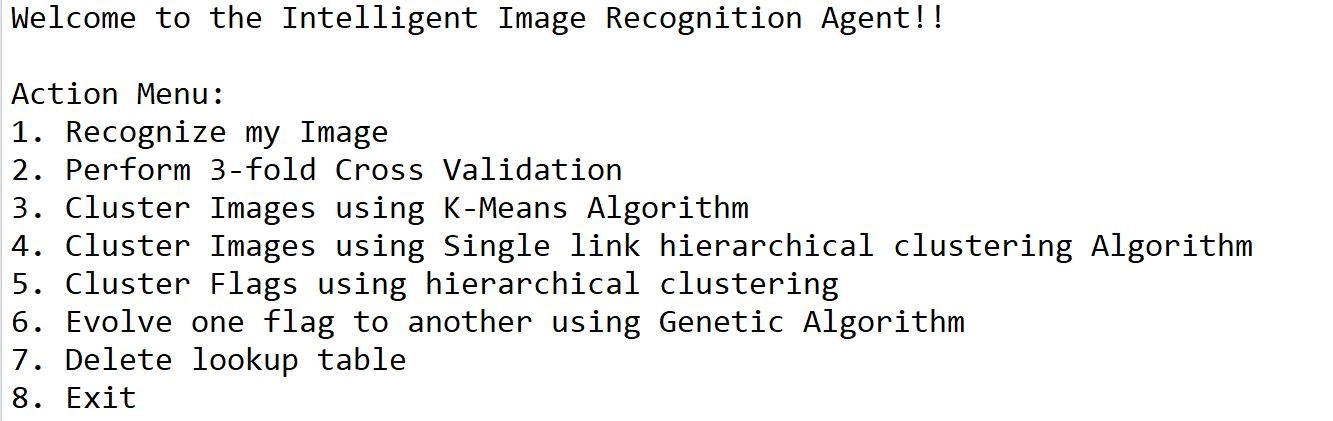 Welcome to the Intelligent Image Recognition Agent!!
Action Menu:
1. Recognize my Image
2. Perform 3-fold Cross Validation
3. Cluster Images using K-Means Algorithm
4. Cluster Images using Single link hierarchical clustering Algorithm
5. Cluster Flags using hierarchical clustering
6. Evolve one flag to another using Genetic Algorithm
7. Delete lookup table
8. Exit